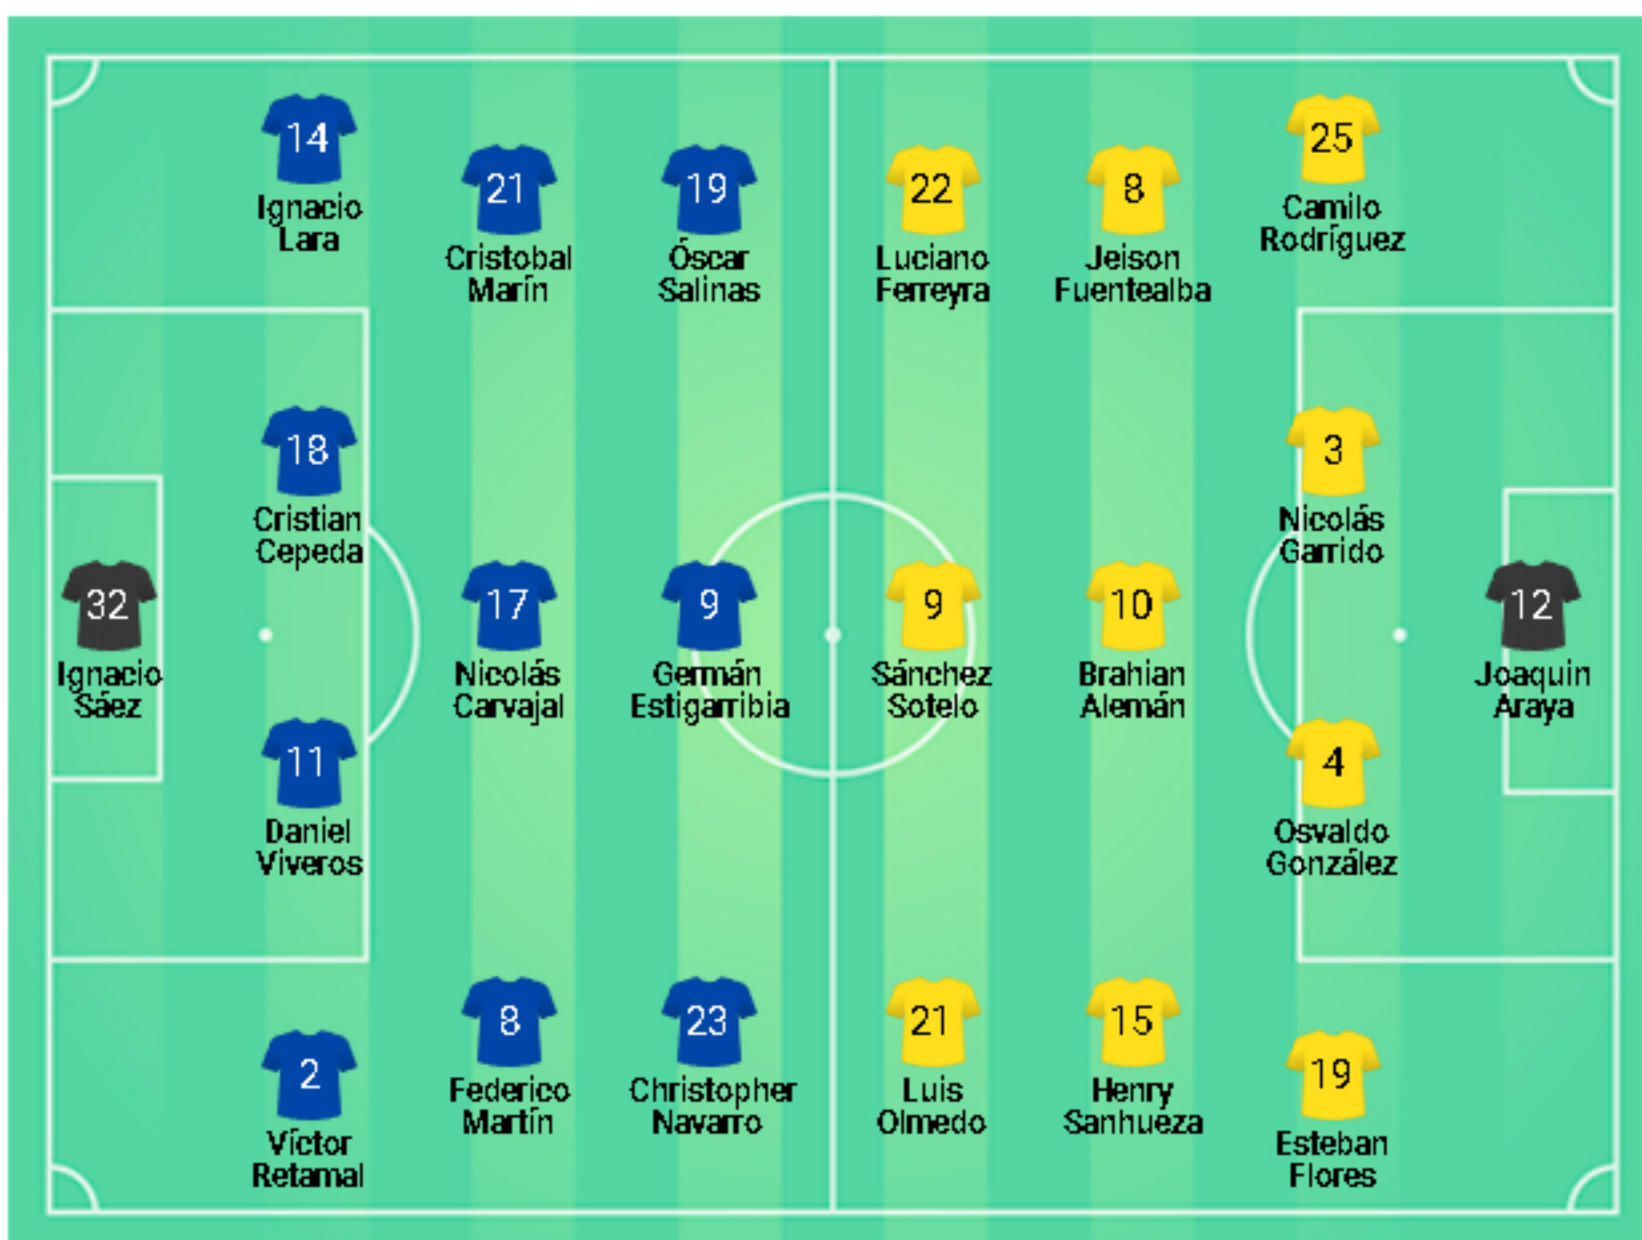 14
Ignacio
Lara
21
Cristobal
Marín
19
Óscar
Salinas
22
Luciano
Ferreyra
8
Jeison
Fuentealba
25
Camilo
Rodríguez
18
Cristian
Cepeda
3
Nicolás
Garrido
32
Ignacio
Sáez
17
Nicolás
Carvajal
9
Germán
Estigarribia
9
Sánchez
Sotelo
10
Brahian
Alemán
12
Joaquin
Araya
11
Daniel
Viveros
4
Osvaldo
González
2
Víctor
Retamal
8
Federico
Martín
23
Christopher
Navarro
21
Luis
Olmedo
15
Henry
Sanhueza
19
Esteban
Flores